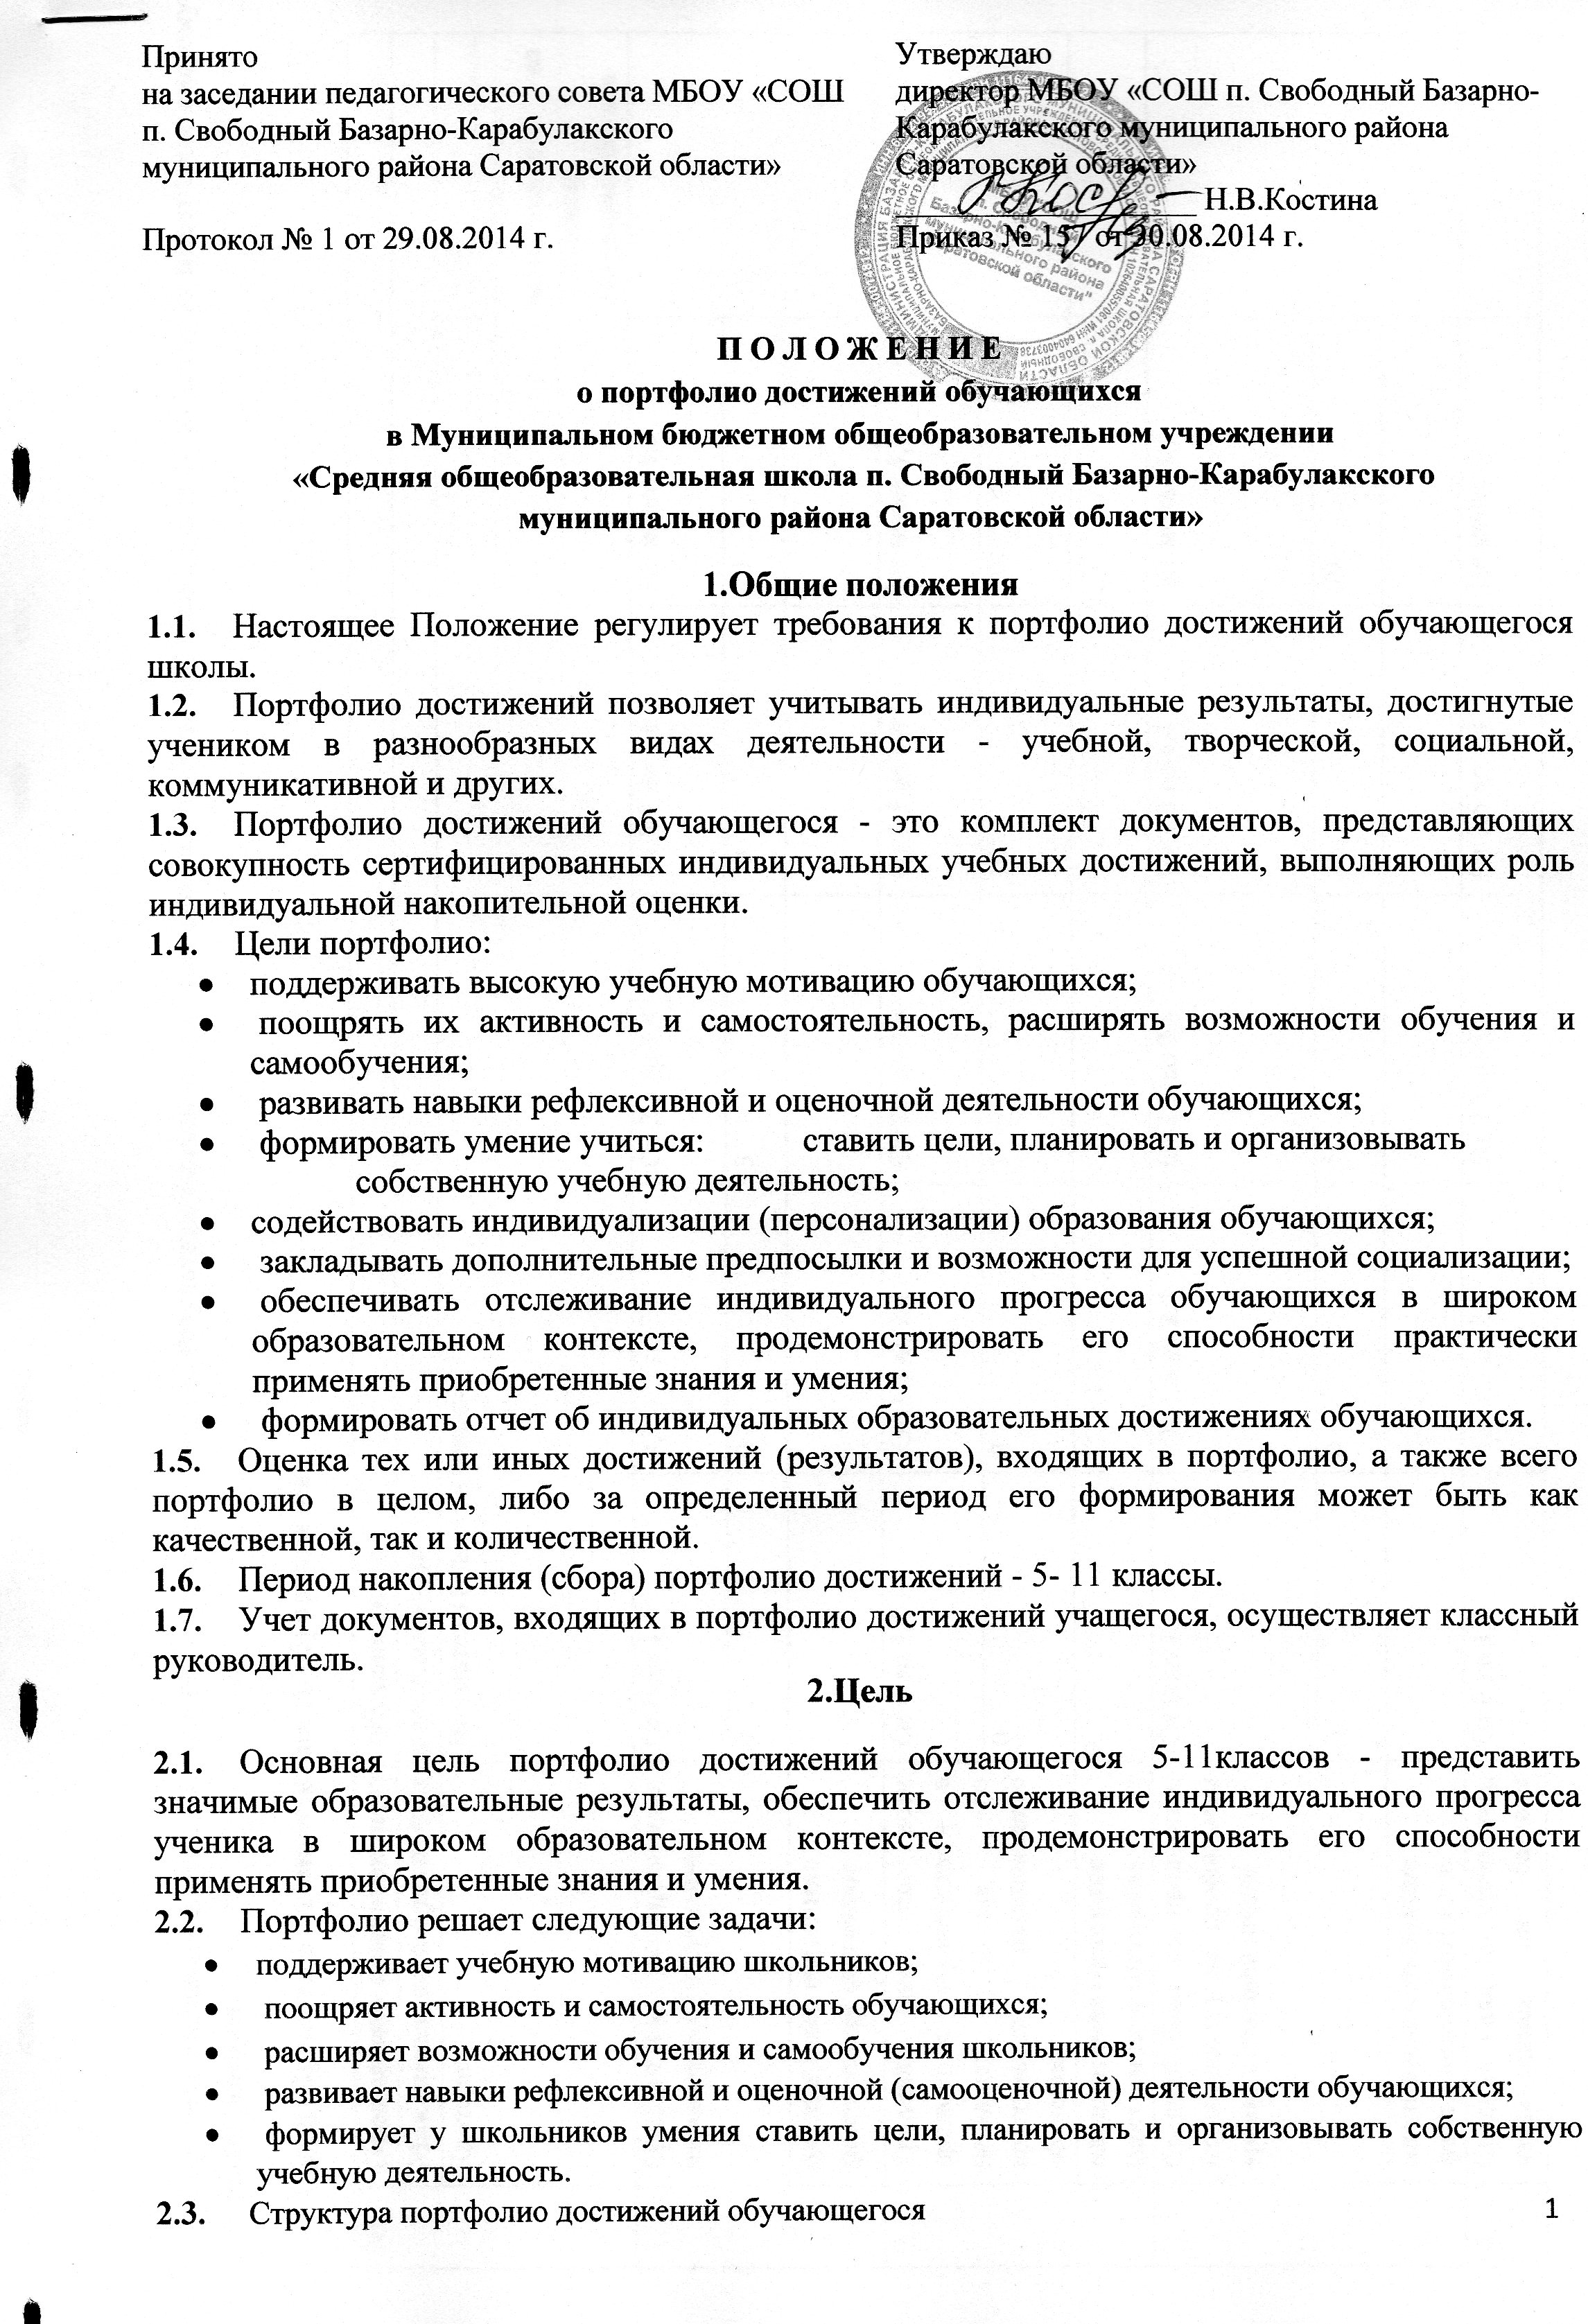 Принято
на заседании педагогического совета МБОУ «СОШ
п. Свободный Базарно-Карабулакского
муниципального района Саратовской области»
Протокол № 1 от 29.08.2014 г.
Утверждаю
директор МБОУ «СОШ п. Свободный Базарно-
Карабулакского муниципального района
Саратовской области»
Н.В.Костина
Приказ № от 30.08.2014 г.
МБОУ "СОШ
п. Свободный
Базарно-Карабулакского
муниципального района
Саратовской области"
П О Л О Ж Е Н И Е
о портфолио достижений обучающихся
в Муниципальном бюджетном общеобразовательном учреждении
«Средняя общеобразовательная школа п. Свободный Базарно-Карабулакского
муниципального района Саратовской области»
1.Общие положения
1.1. Настоящее Положение регулирует требования к портфолио достижений обучающегося
школы.
1.2. Портфолио достижений позволяет учитывать индивидуальные результаты, достигнутые
учеником в разнообразных видах деятельности - учебной, творческой, социальной,
коммуникативной и других.
1.3. Портфолио достижений обучающегося - это комплект документов, представляющих
совокупность сертифицированных индивидуальных учебных достижений, выполняющих роль
индивидуальной накопительной оценки.
1.4. Цели портфолио:
• поддерживать высокую учебную мотивацию обучающихся;
• поощрять их активность и самостоятельность, расширять возможности обучения и
самообучения;
• развивать навыки рефлексивной и оценочной деятельности обучающихся;
• формировать умение учиться: ставить цели, планировать и организовывать
собственную учебную деятельность;
• содействовать индивидуализации (персонализации) образования обучающихся;
• закладывать дополнительные предпосылки и возможности для успешной социализации;
• обеспечивать отслеживание индивидуального прогресса обучающихся в широком
образовательном контексте, продемонстрировать его способности практически
применять приобретенные знания и умения;
• формировать отчет об индивидуальных образовательных достижениях обучающихся.
1.5. Оценка тех или иных достижений (результатов), входящих в портфолио, а также всего
портфолио в целом, либо за определенный период его формирования может быть как
качественной, так и количественной.
1.6. Период накопления (сбора) портфолио достижений - 5- 11 классы.
1.7. Учет документов, входящих в портфолио достижений учащегося, осуществляет классный
руководитель.
2.Цель
2.1. Основная цель портфолио достижений обучающегося 5-11классов - представить
значимые образовательные результаты, обеспечить отслеживание индивидуального прогресса
ученика в широком образовательном контексте, продемонстрировать его способности
применять приобретенные знания и умения.
2.2. Портфолио решает следующие задачи:
• поддерживает учебную мотивацию школьников;
• поощряет активность и самостоятельность обучающихся;
• расширяет возможности обучения и самообучения школьников;
• развивает навыки рефлексивной и оценочной (самооценочной) деятельности обучающихся;
• формирует у школьников умения ставить цели, планировать и организовывать собственную
учебную деятельность.
2.3. Структура портфолио достижений обучающегося
1